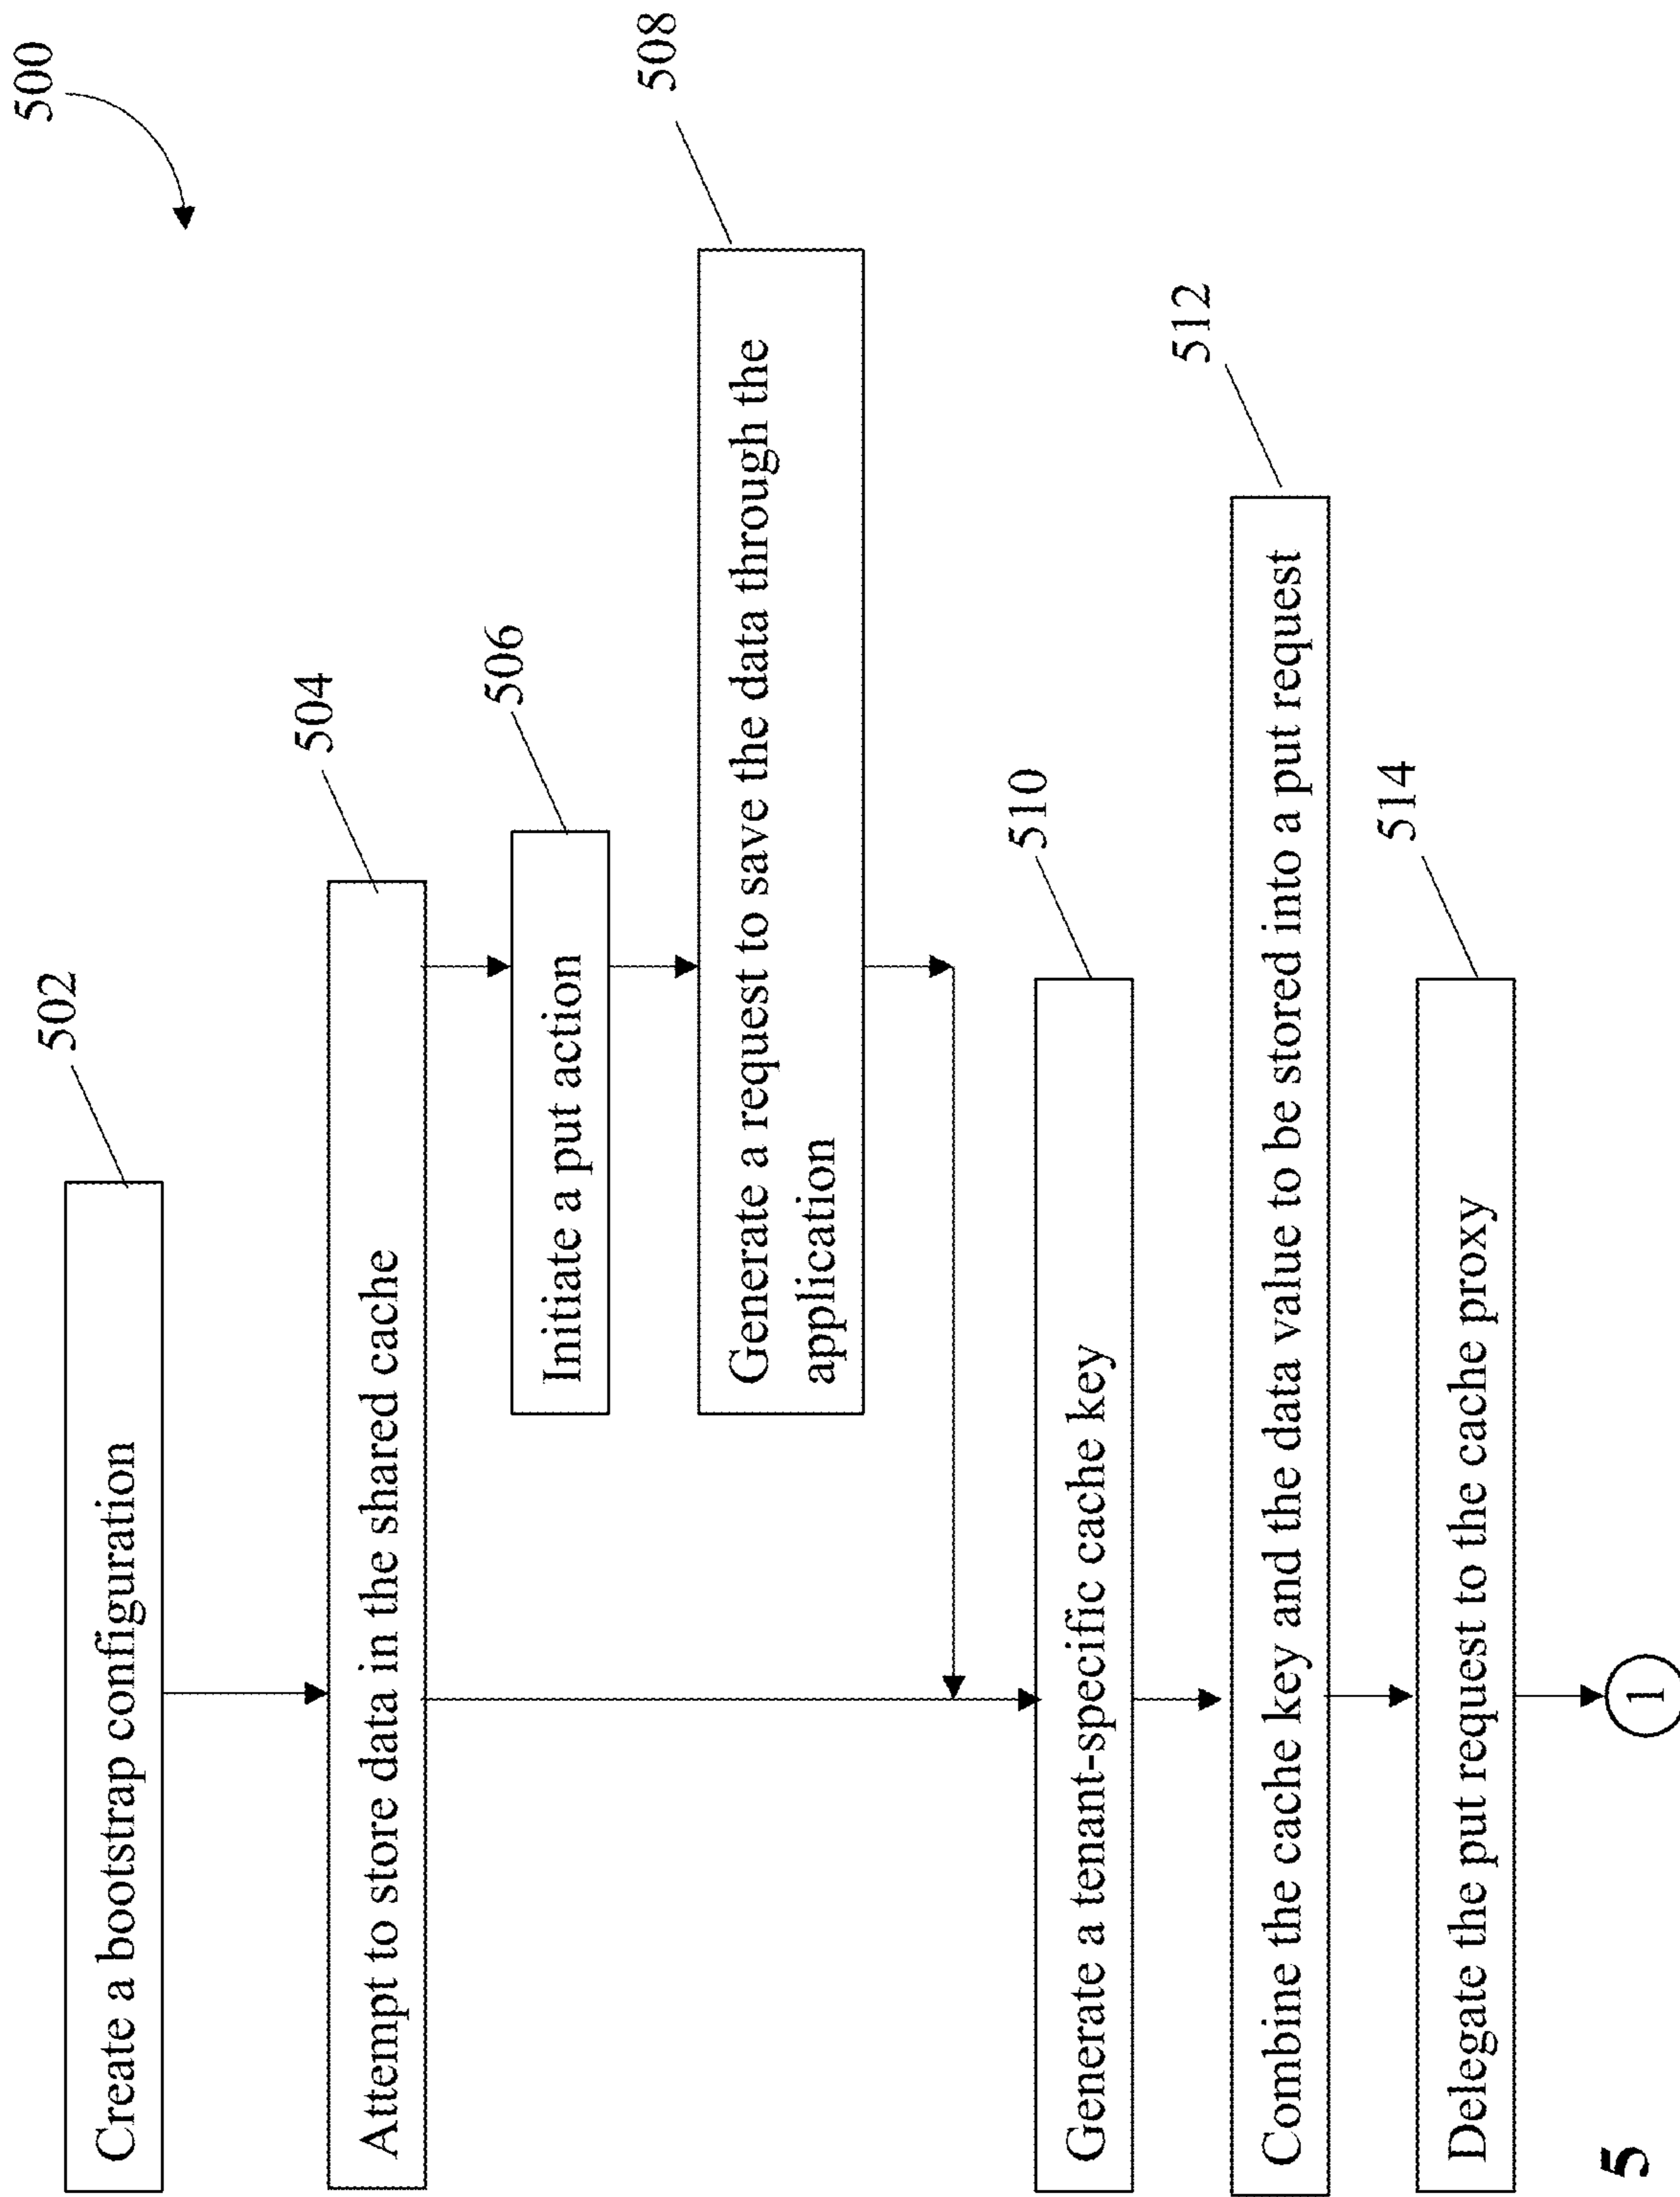 500
502
Create a bootstrap configuration
504
Attempt to store data in the shared cache
506
Initiate a put action
508
Generate a request to save the data through the
application
510
Generate a tenant-specific cache key
512
Combine the cache key and the data value to be stored into a put request
514
Delegate the put request to the cache proxy
1
5